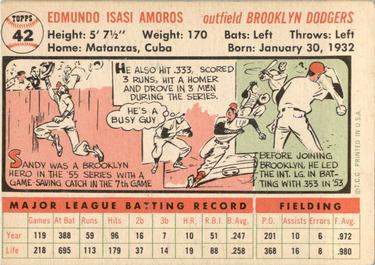 TOPPS
42
EDMUNDO ISASI AMOROS outfield BROOKLYN DODGERS
Height: 5' 7½" Weight: 170 Bats: Left Throws: Left
Home: Matanzas, Cuba Born: January 30, 1932
HE ALSO HIT .333, SCORED
3 RUNS, HIT A HOMER AND
DROVE IN 3 MEN
DURING THE SERIES.
HE'S A
BUSY GUY
SANDY WAS A BROOKLYN
HERO IN THE '55 SERIES WITH A
GAME-SAVING CATCH IN THE 7TH GAME
BEFORE JOINING
BROOKLYN, HE LED
THE INT. LG. IN BAT-
TING WITH .353 IN '53
© T.C.G. PRINTED IN U.S.A.
MAJOR LEAGUE BATTING RECORD FIELDING
Games At Bat Runs Hits 2b 3b H.R. R.B.I. B.Avg. P.O. Assists Errors F.Avg.
YEAR 119 388 59 96 16 7 10 51 .247 201 10 6 .972
LIFE 218 695 113 179 34 12 19 86 .258 368 16 8 .980